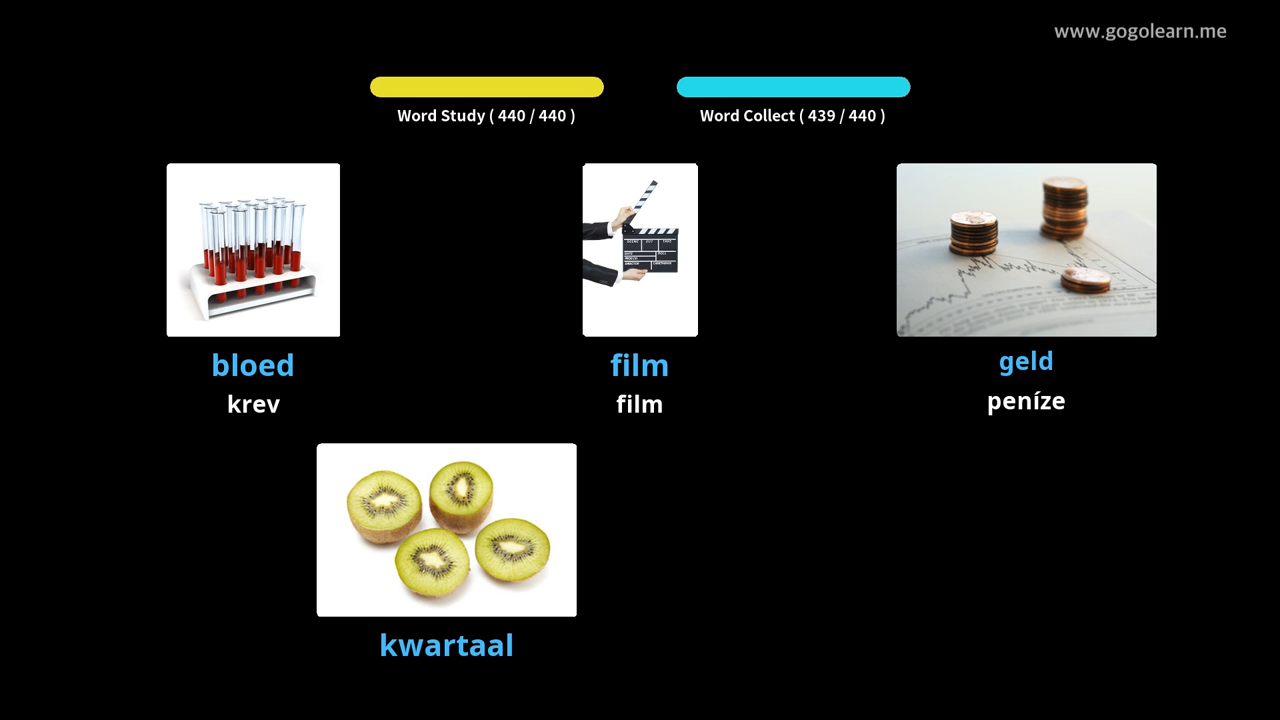 www.gogolearn.me
Word Study ( 440 / 440 )
Word Collect ( 439 / 440 )
bloed
krev
film
film
geld
peníze
kwartaal